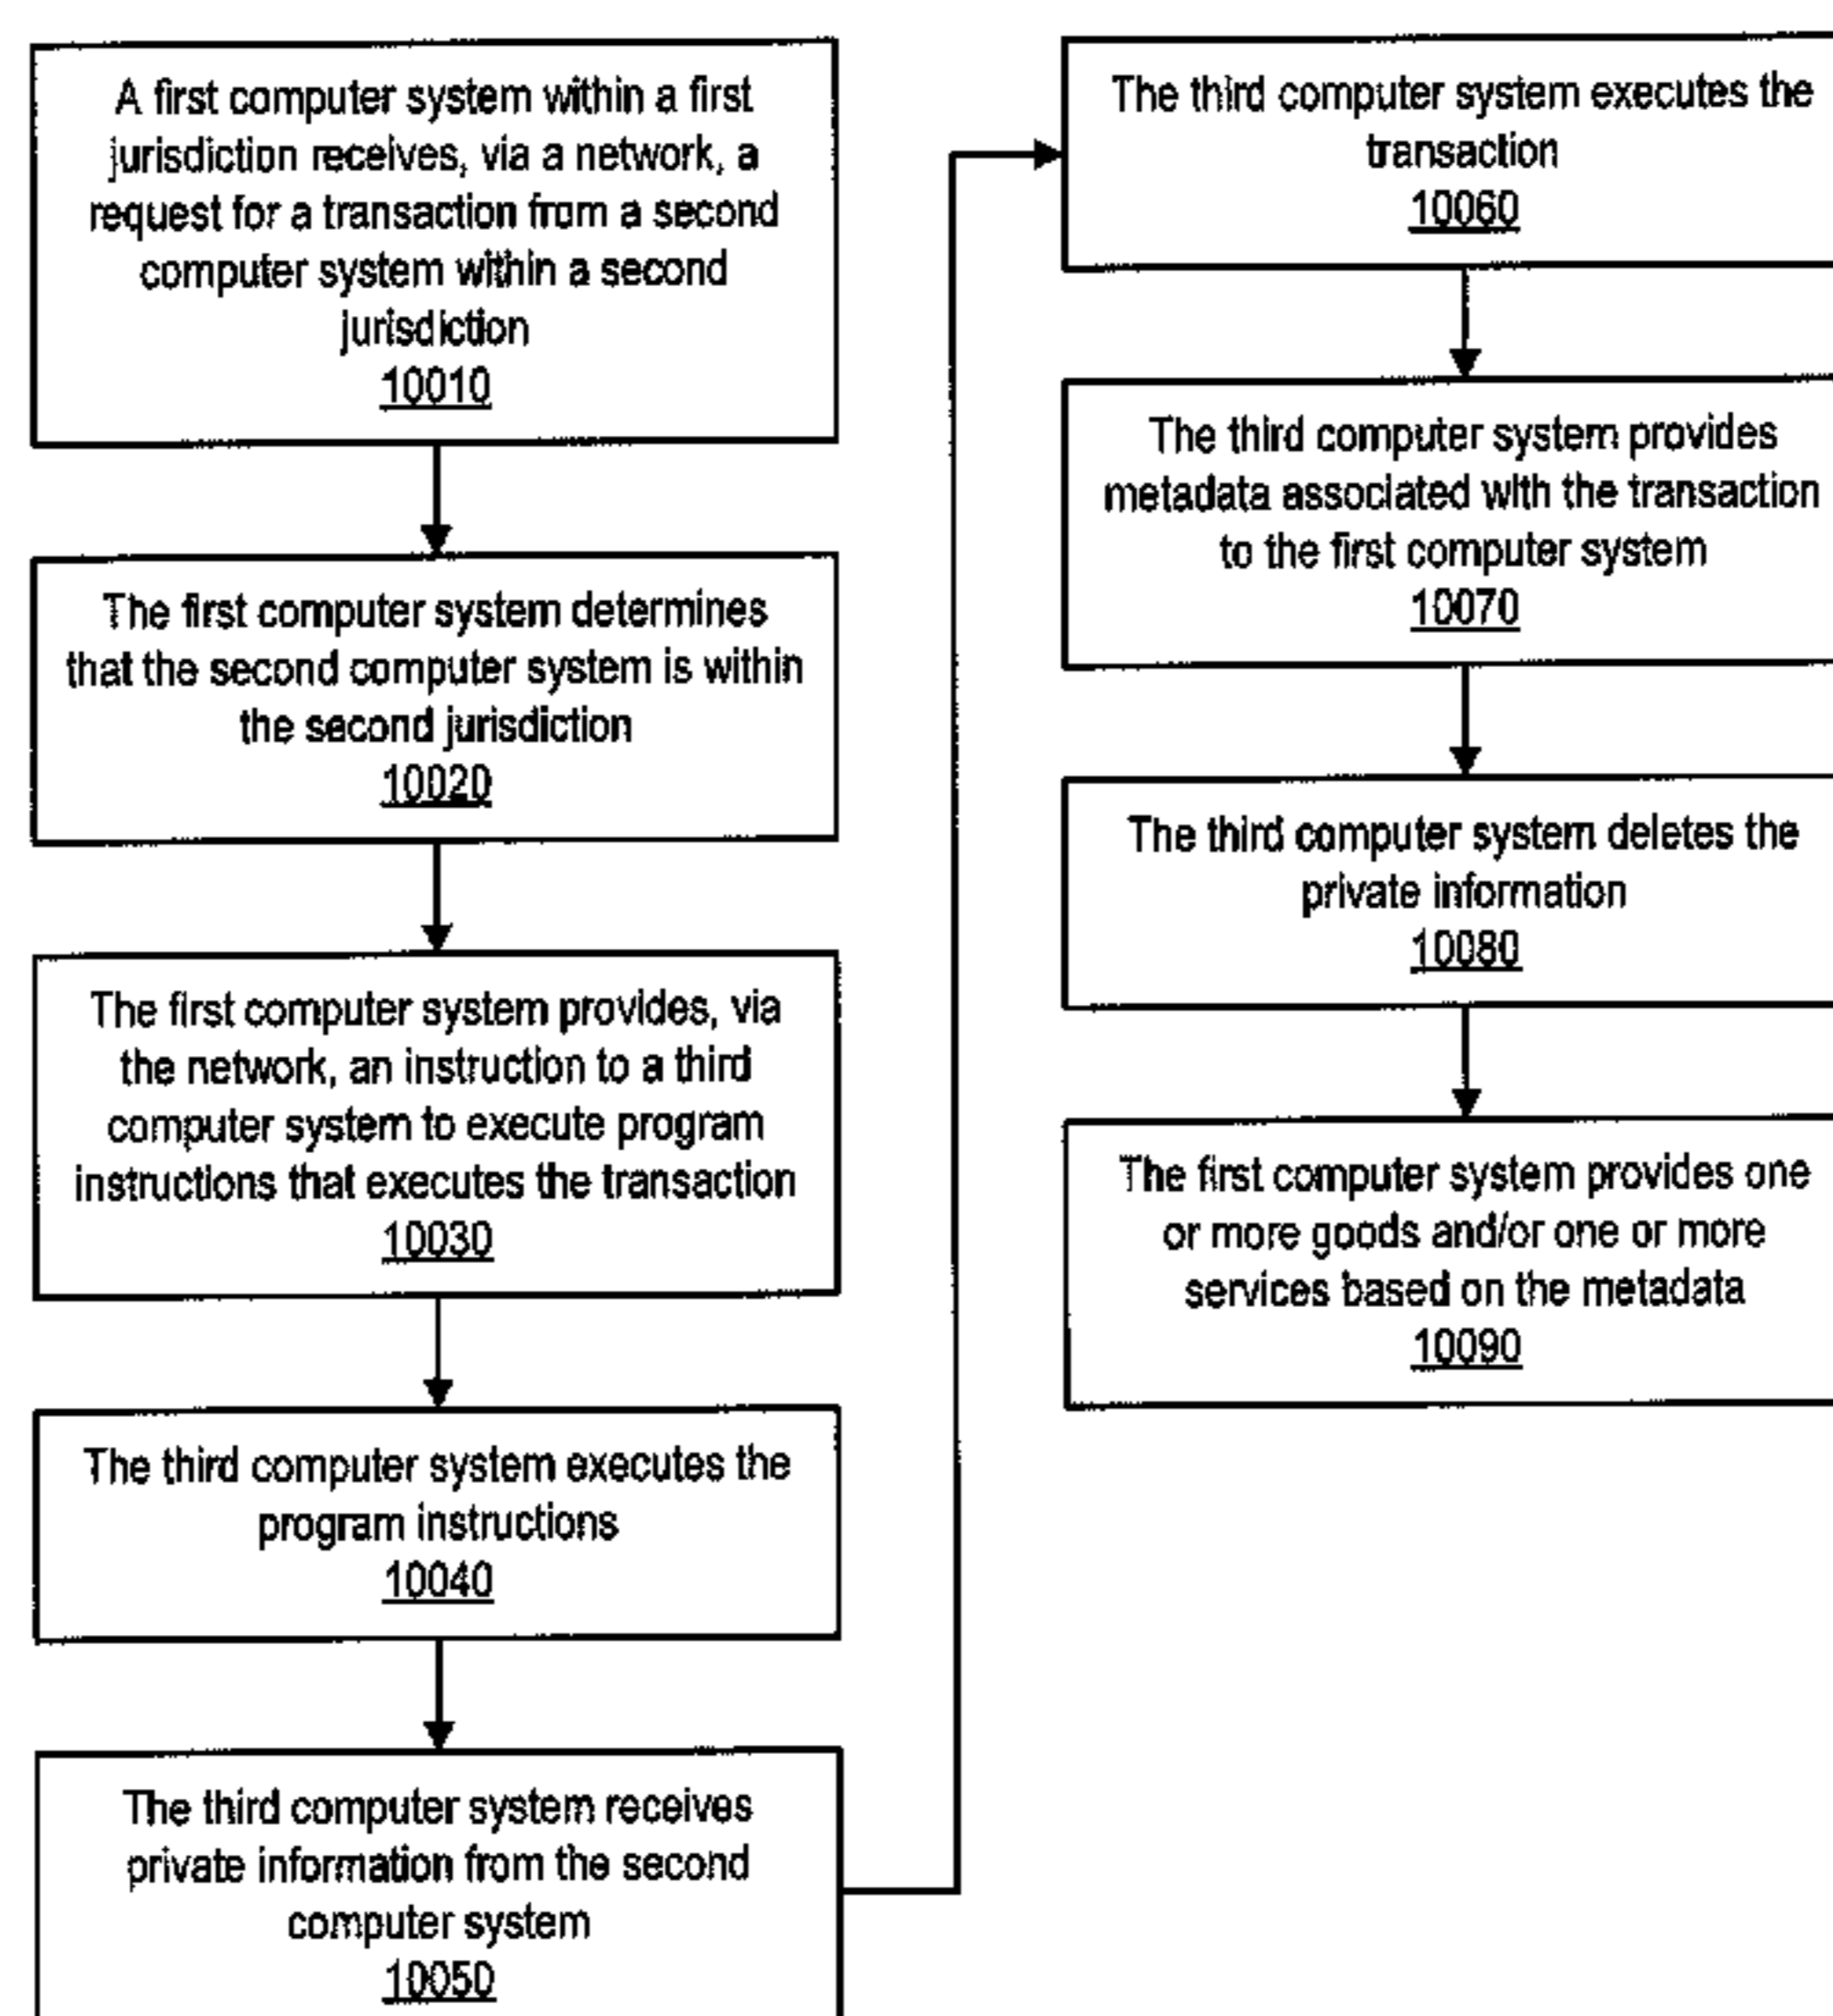 A first computer system within a first
jurisdiction receives, via a network, a
request for a transaction from a second
computer system within a second
jurisdiction
10010
The first computer system determines
that the second computer system is within
the second jurisdiction
10020
The first computer system provides, via
the network, an instruction to a third
computer system to execute program
instructions that executes the transaction
10030
The third computer system executes the
program instructions
10040
The third computer system receives
private information from the second
computer system
10050
The third computer system executes the
transaction
10060
The third computer system provides
metadata associated with the transaction
to the first computer system
10070
The third computer system deletes the
private information
10080
The first computer system provides one
or more goods and/or one or more
services based on the metadata
10090